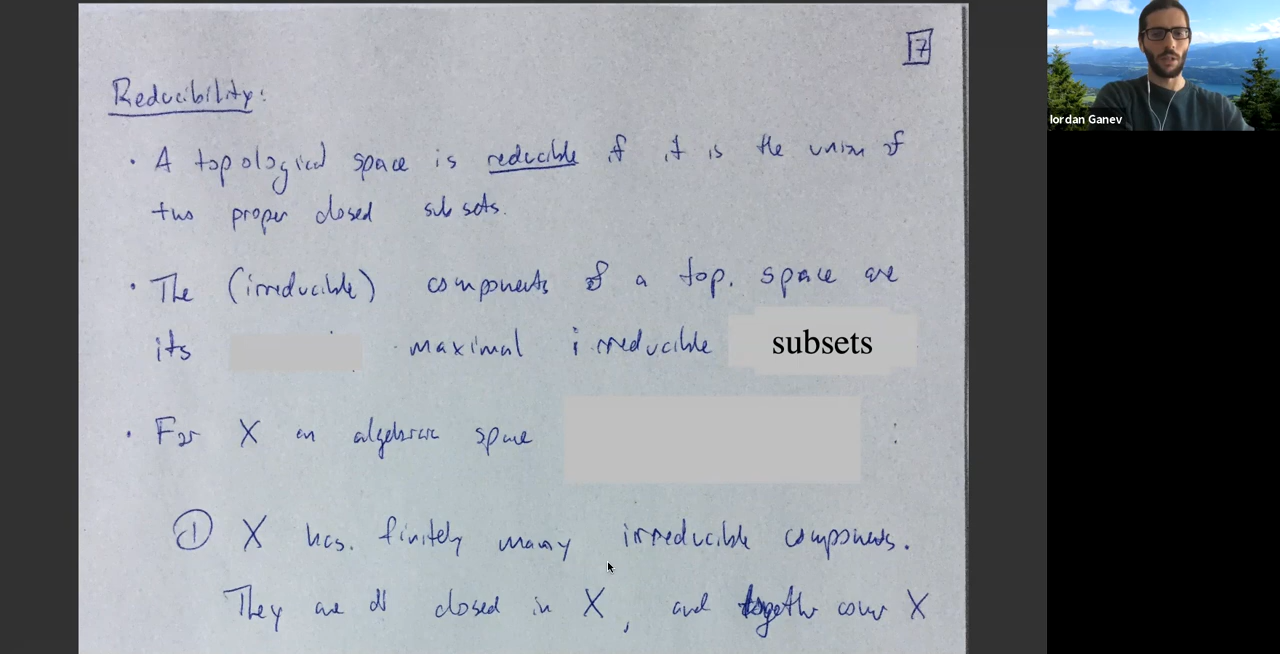 7
Reducibility:
• A topological space is reducible if it is the union of
two proper closed subsets.
• The (irreducible) components of a top. space are
its maximal irreducible subsets
• For X an algebraic space :
① X has. finitely many irreducible components.
They are all closed in X, and together cover X
Iordan Ganev